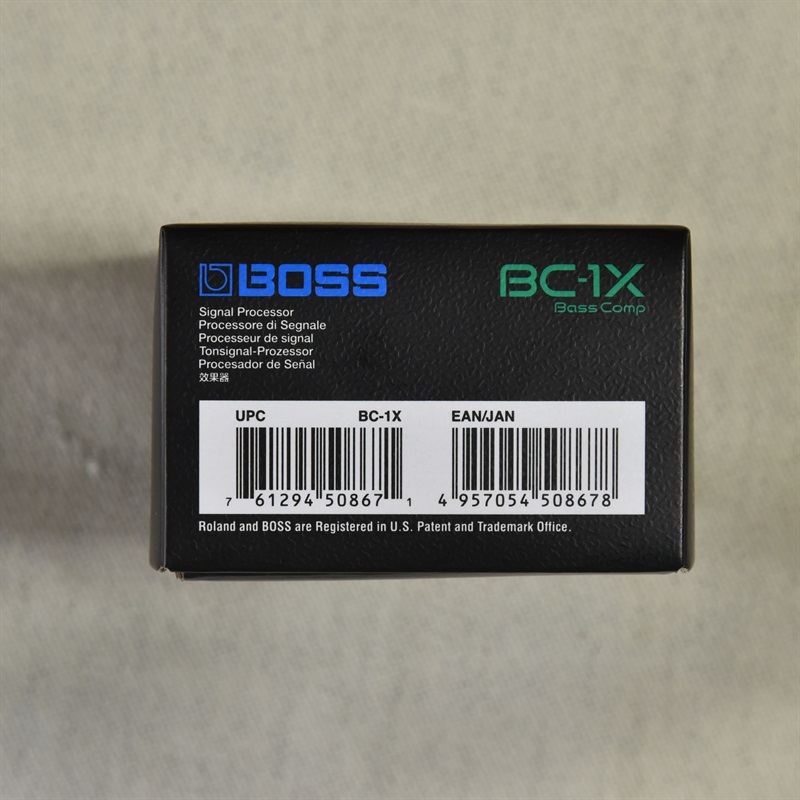 BOSS
BC-1X
Bass Comp
Signal Processor
Processore di Segnale
Processeur de signal
Tonsignal-Prozessor
Procesador de Señal
效果器
UPC BC-1X EAN/JAN
7 61294 50867 1 4 957054 508678
Roland and BOSS are Registered in U.S. Patent and Trademark Office.